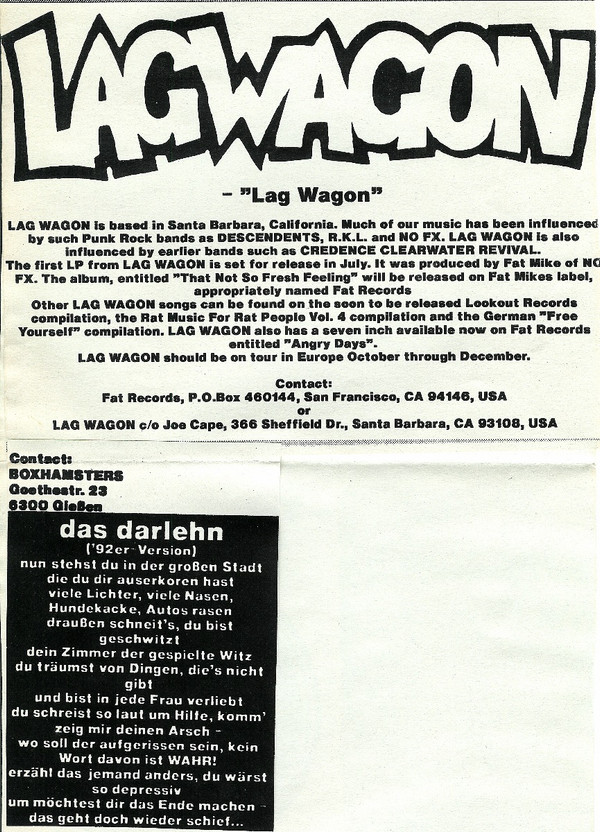 LAGWAGON
– "Lag Wagon"
LAG WAGON is based in Santa Barbara, California. Much of our music has been influenced
by such Punk Rock bands as DESCENDENTS, R.K.L. and NO FX. LAG WAGON is also
influenced by earlier bands such as CREDENCE CLEARWATER REVIVAL.
The first LP from LAG WAGON is set for release in July. It was produced by Fat Mike of NO
FX. The album, entitled "That Not So Fresh Feeling" will be released on Fat Mikes label,
appropriately named Fat Records
Other LAG WAGON songs can be found on the soon to be released Lookout Records
compilation, the Rat Music For Rat People Vol. 4 compilation and the German "Free
Yourself" compilation. LAG WAGON also has a seven inch available now on Fat Records
entitled "Angry Days".
LAG WAGON should be on tour in Europe October through December.
Contact:
Fat Records, P.O.Box 460144, San Francisco, CA 94146, USA
or
LAG WAGON c/o Joe Cape, 366 Sheffield Dr., Santa Barbara, CA 93108, USA
Contact:
BOXHAMSTERS
Goethestr. 23
6300 Gießen
das darlehn
('92er-Version)
nun stehst du in der großen Stadt
die du dir auserkoren hast
viele Lichter, viele Nasen,
Hundekacke, Autos rasen
draußen schneit's, du bist
geschwitzt
dein Zimmer der gespielte Witz
du träumst von Dingen, die's nicht
gibt
und bist in jede Frau verliebt
du schreist so laut um Hilfe, komm'
zeig mir deinen Arsch -
wo soll der aufgerissen sein, kein
Wort davon ist WAHR!
erzähl das jemand anders, du wärst
so depressiv
um möchtest dir das Ende machen -
das geht doch wieder schief...